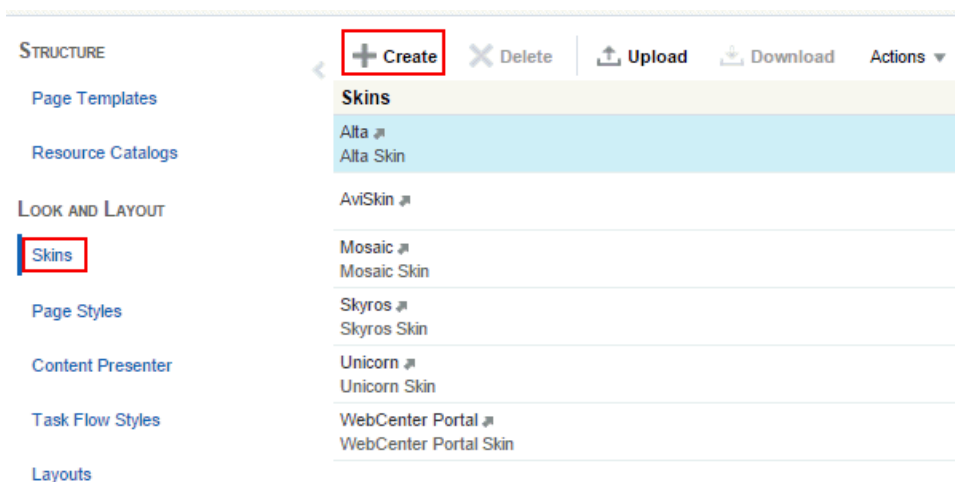 STRUCTURE
Page Templates
Resource Catalogs
LOOK AND LAYOUT
Skins
Page Styles
Content Presenter
Task Flow Styles
Layouts
Create Delete Upload Download Actions
Skins
Alta
Alta Skin
AviSkin
Mosaic
Mosaic Skin
Skyros
Skyros Skin
Unicorn
Unicorn Skin
WebCenter Portal
WebCenter Portal Skin